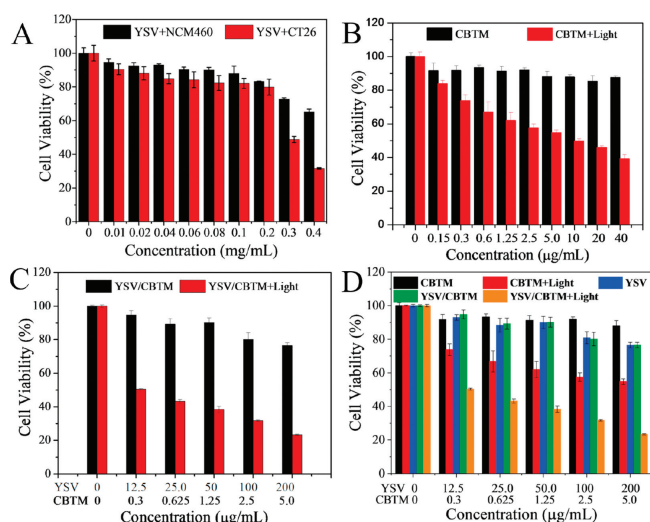 A
YSV+NCM460 YSV+CT26
120
100
80
60
40
20
0
Cell Viability (%)
0 0.01 0.02 0.04 0.06 0.08 0.1 0.2 0.3 0.4
Concentration (mg/mL)
B
CBTM
CBTM+Light
120
100
80
60
40
20
0
Cell Viability (%)
0 0.15 0.3 0.6 1.25 2.5 5.0 10 20 40
Concentration (μg/mL)
C
YSV/CBTM YSV/CBTM+Light
120
100
80
60
40
20
0
Cell Viability (%)
YSV 0 12.5 25.0 50 100 200
CBTM 0 0.3 0.625 1.25 2.5 5.0
Concentration (μg/mL)
D
CBTM CBTM+Light YSV
YSV/CBTM YSV/CBTM+Light
120
100
80
60
40
20
0
Cell Viability (%)
YSV 0 12.5 25.0 50.0 100 200
CBTM 0 0.3 0.625 1.25 2.5 5.0
Concentration (μg/mL)